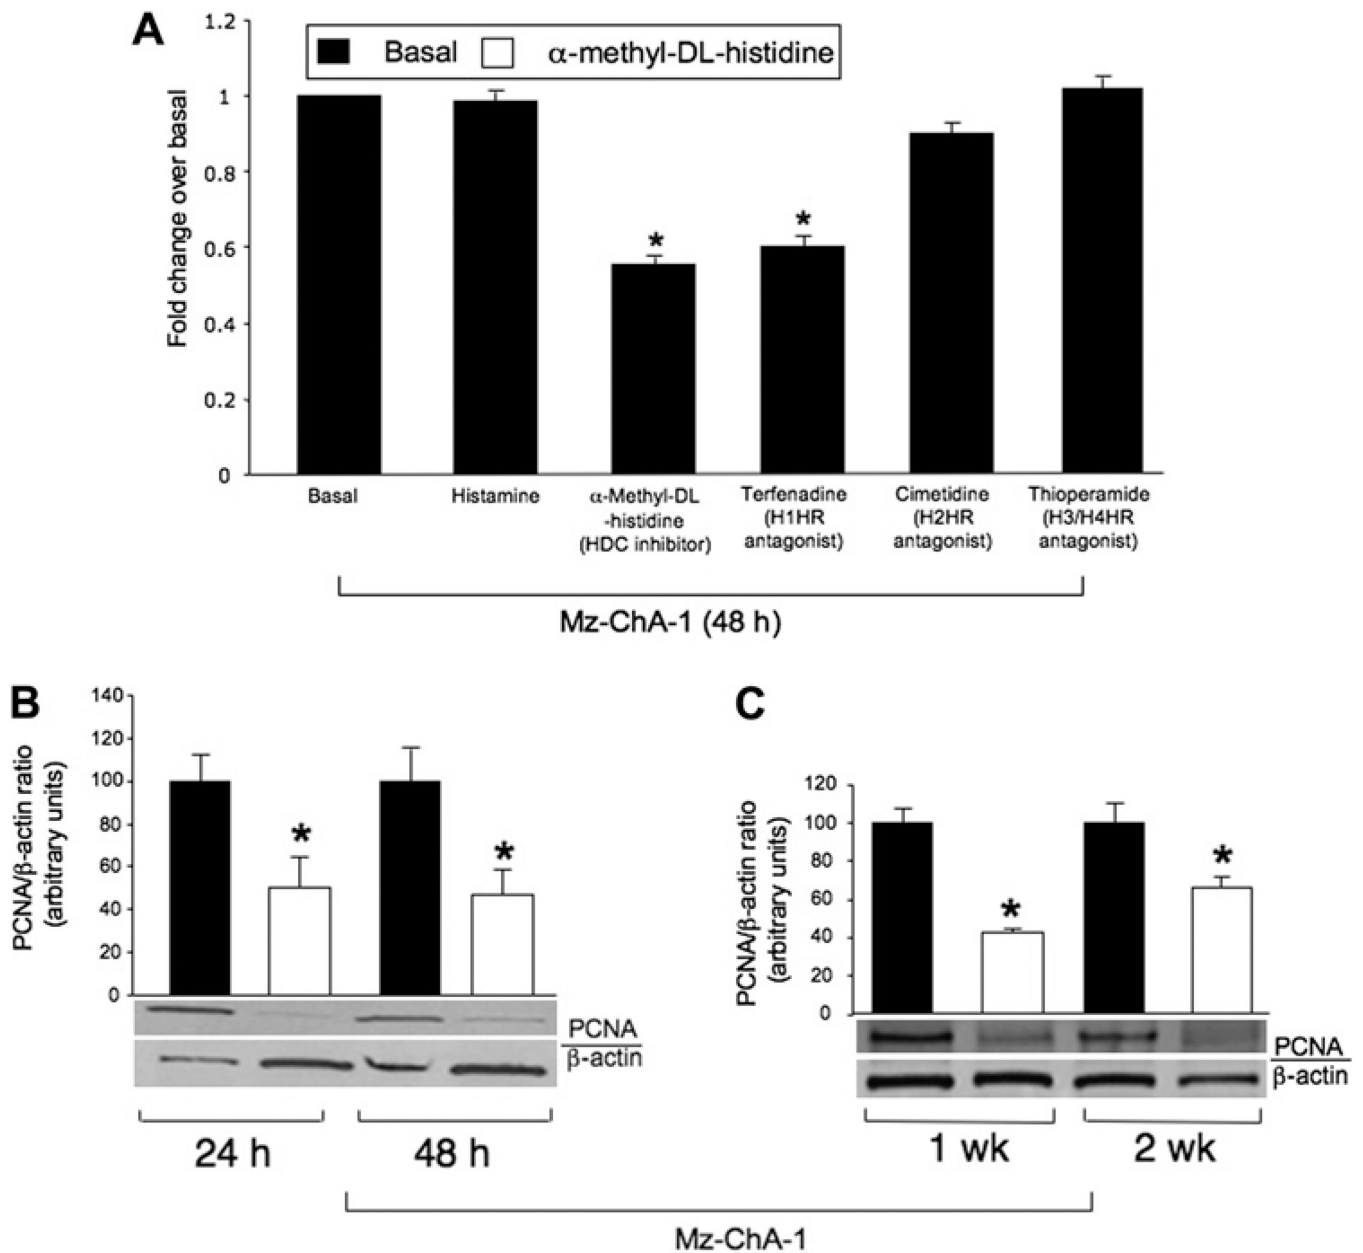 A
Basal α-methyl-DL-histidine
Fold change over basal
1.2
1
0.8
0.6
0.4
0.2
0
*
*
Basal
Histamine
α-Methyl-DL
-histidine
(HDC inhibitor)
Terfenadine
(H1HR
antagonist)
Cimetidine
(H2HR
antagonist)
Thioperamide
(H3/H4HR
antagonist)
Mz-ChA-1 (48 h)
B
PCNA/β-actin ratio
(arbitrary units)
140
120
100
80
60
40
20
0
*
*
PCNA
β-actin
24 h
48 h
C
PCNA/β-actin ratio
(arbitrary units)
120
100
80
60
40
20
0
*
*
PCNA
β-actin
1 wk
2 wk
Mz-ChA-1